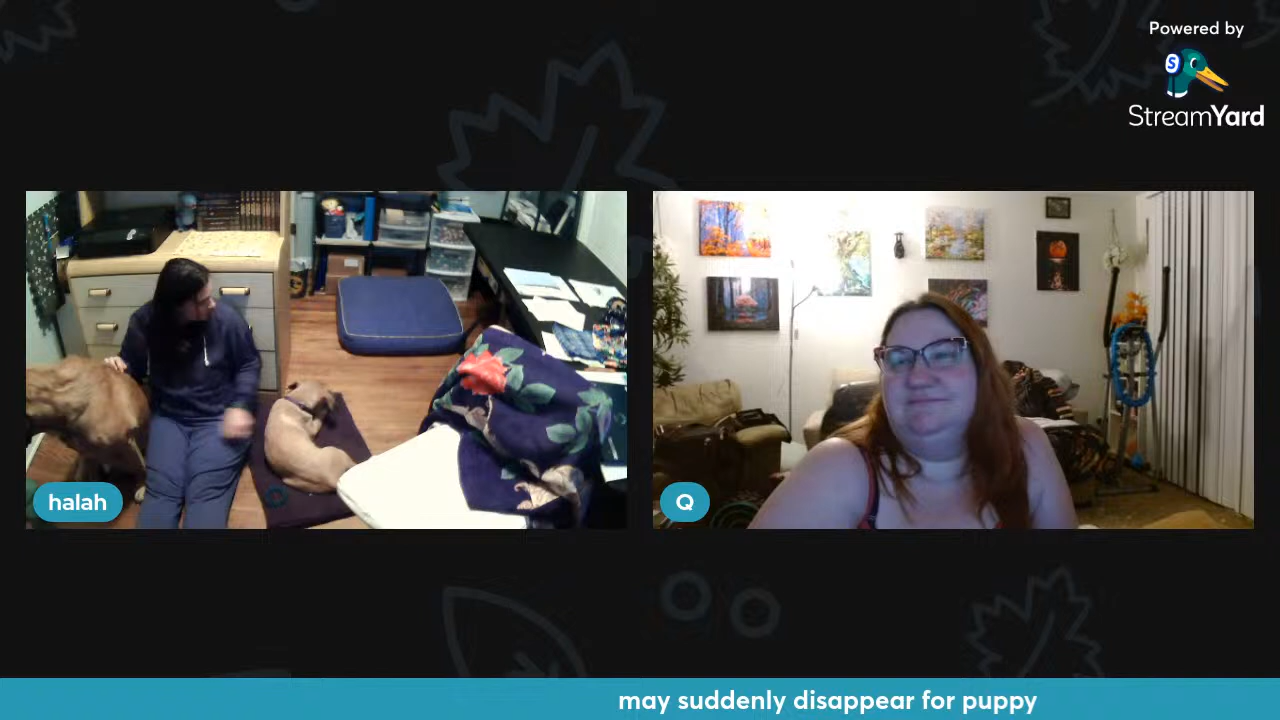 Powered by
S
StreamYard
halah
Q
may suddenly disappear for puppy